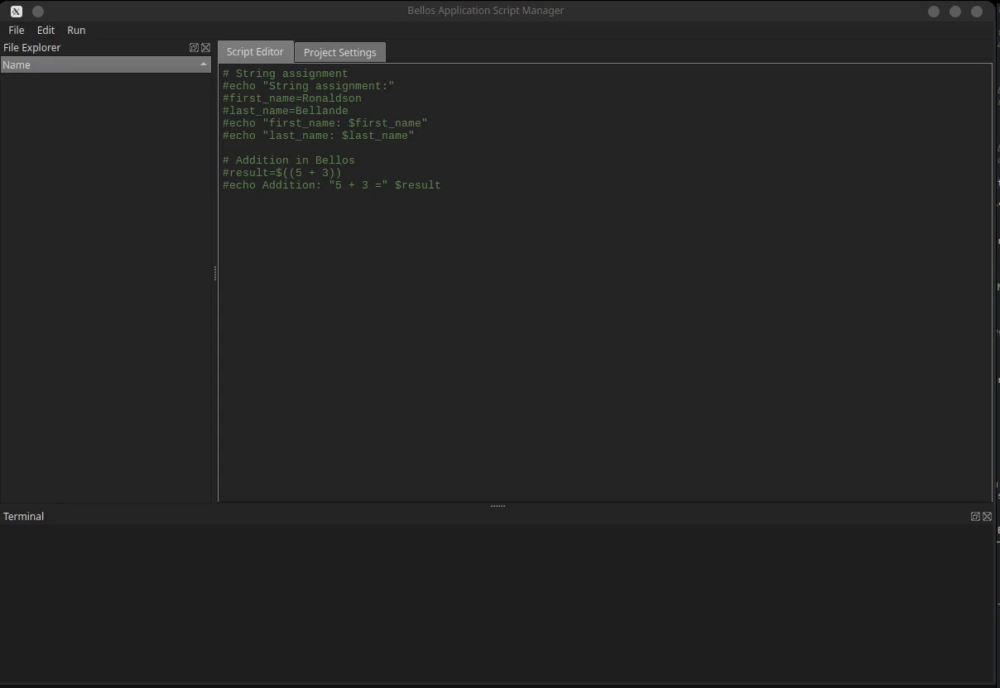 Bellos Application Script Manager
File Edit Run
File Explorer
Name
Script Editor Project Settings
# String assignment
#echo "String assignment:"
#first_name=Ronaldson
#last_name=Bellande
#echo "first_name: $first_name"
#echo "last_name: $last_name"
# Addition in Bellos
#result=$((5 + 3))
#echo Addition: "5 + 3 =" $result
Terminal